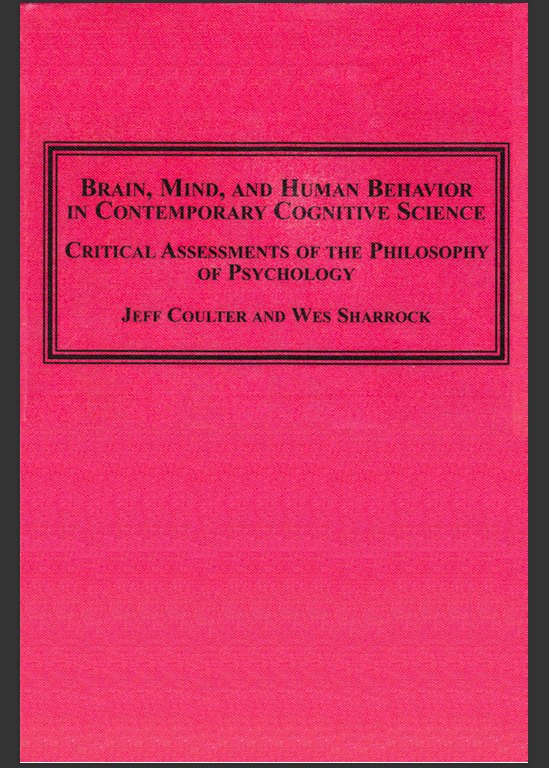 Brain, Mind, and Human Behavior
in Contemporary Cognitive Science
Critical Assessments of the Philosophy
of Psychology
Jeff Coulter and Wes Sharrock